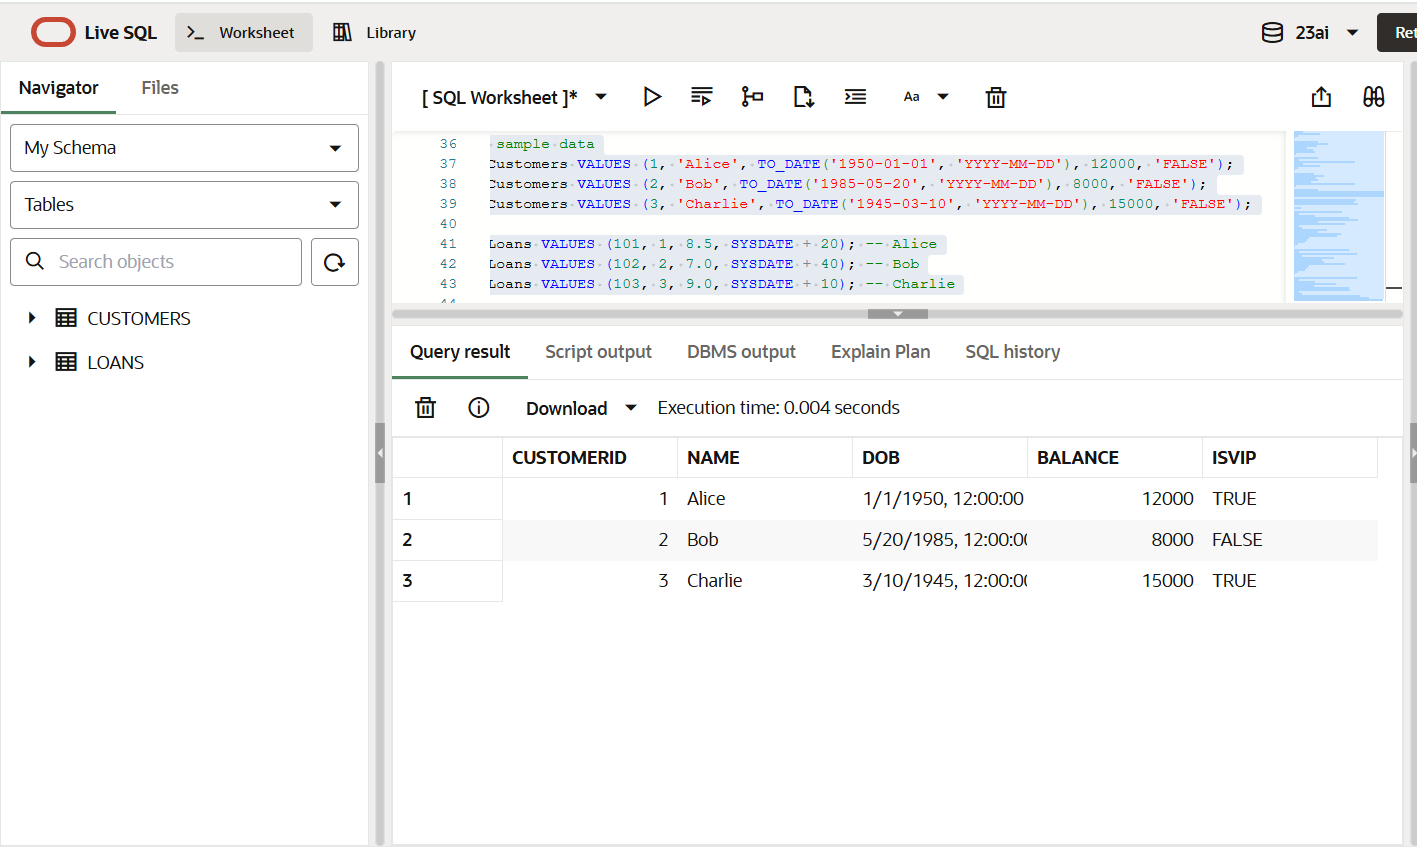 Live SQL Worksheet Library 23ai Ret
Navigator Files
My Schema
Tables
Search objects
CUSTOMERS
LOANS
[ SQL Worksheet ]* Aa
36 sample data
37 Customers VALUES (1, 'Alice', TO_DATE('1950-01-01', 'YYYY-MM-DD'), 12000, 'FALSE');
38 Customers VALUES (2, 'Bob', TO_DATE('1985-05-20', 'YYYY-MM-DD'), 8000, 'FALSE');
39 Customers VALUES (3, 'Charlie', TO_DATE('1945-03-10', 'YYYY-MM-DD'), 15000, 'FALSE');
40
41 Loans VALUES (101, 1, 8.5, SYSDATE + 20); -- Alice
42 Loans VALUES (102, 2, 7.0, SYSDATE + 40); -- Bob
43 Loans VALUES (103, 3, 9.0, SYSDATE + 10); -- Charlie
44
Query result Script output DBMS output Explain Plan SQL history
Download Execution time: 0.004 seconds
CUSTOMERID NAME DOB BALANCE ISVIP
1 1 Alice 1/1/1950, 12:00:00 12000 TRUE
2 2 Bob 5/20/1985, 12:00:00 8000 FALSE
3 3 Charlie 3/10/1945, 12:00:00 15000 TRUE